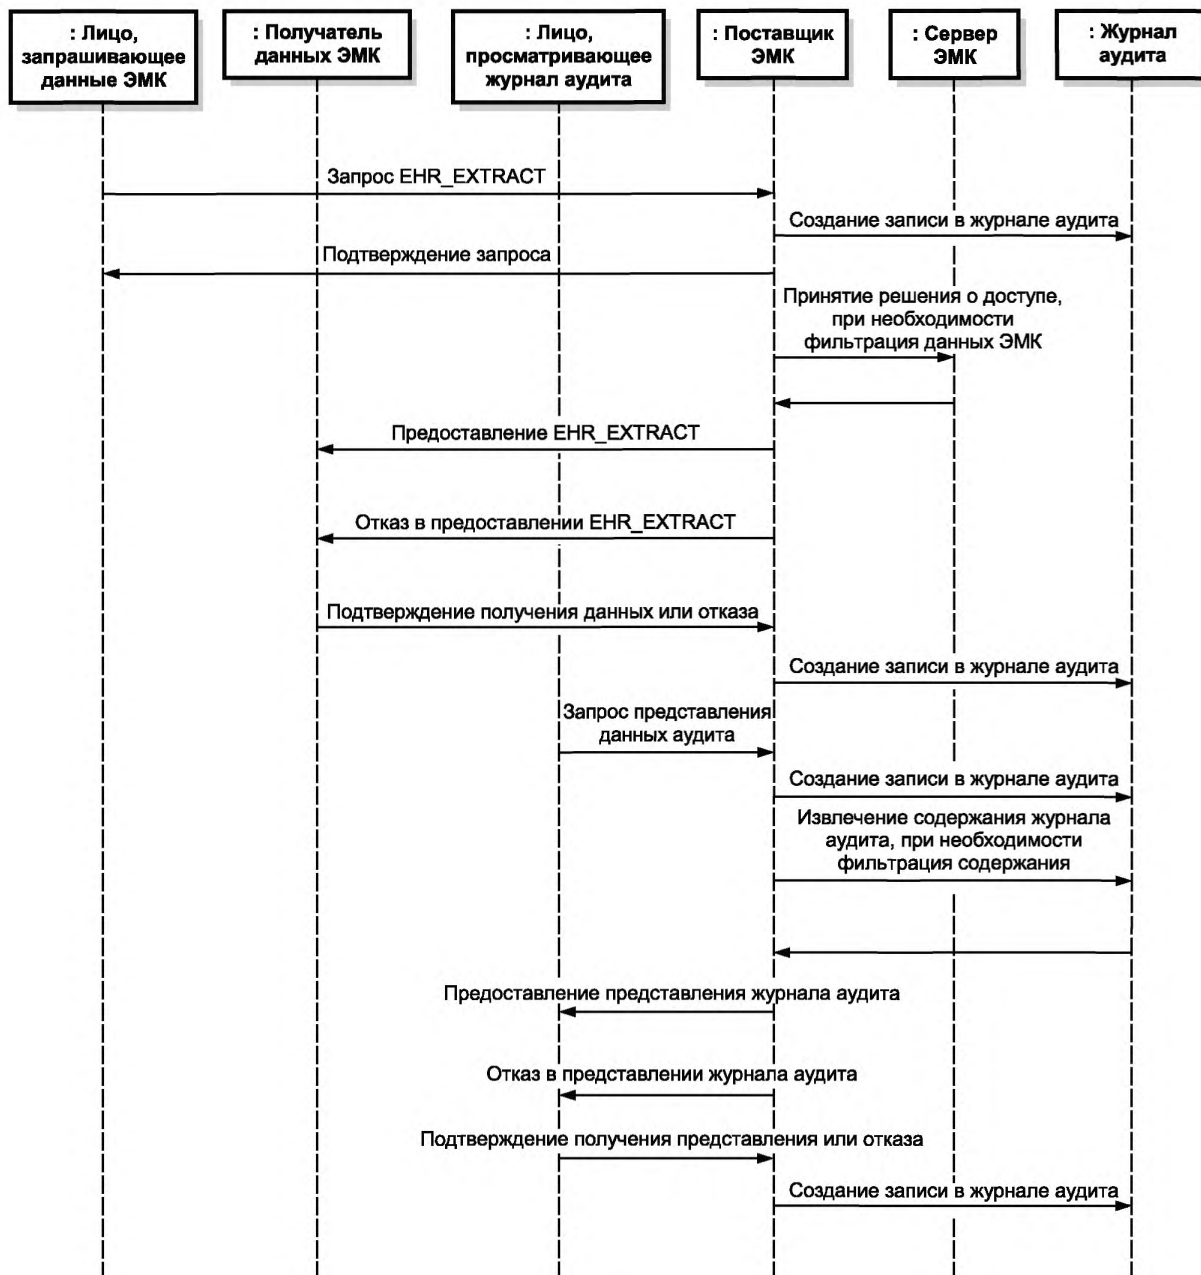 : Лицо,
запрашивающее
данные ЭМК
: Получатель
данных ЭМК
: Лицо,
просматривающее
журнал аудита
: Поставщик
ЭМК
: Сервер
ЭМК
: Журнал
аудита
Запрос EHR_EXTRACT
Создание записи в журнале аудита
Подтверждение запроса
Принятие решения о доступе,
при необходимости
фильтрация данных ЭМК
Предоставление EHR_EXTRACT
Отказ в предоставлении EHR_EXTRACT
Подтверждение получения данных или отказа
Создание записи в журнале аудита
Запрос представления
данных аудита
Создание записи в журнале аудита
Извлечение содержания журнала
аудита, при необходимости
фильтрация содержания
Предоставление представления журнала аудита
Отказ в представлении журнала аудита
Подтверждение получения представления или отказа
Создание записи в журнале аудита